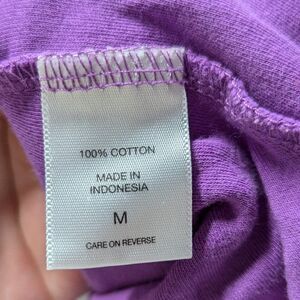 100% COTTON
MADE IN
INDONESIA
M
CARE ON REVERSE